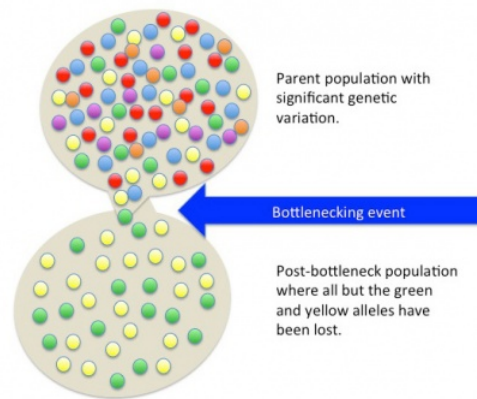 Parent population with
significant genetic
variation.
Bottlenecking event
Post-bottleneck population
where all but the green
and yellow alleles have
been lost.